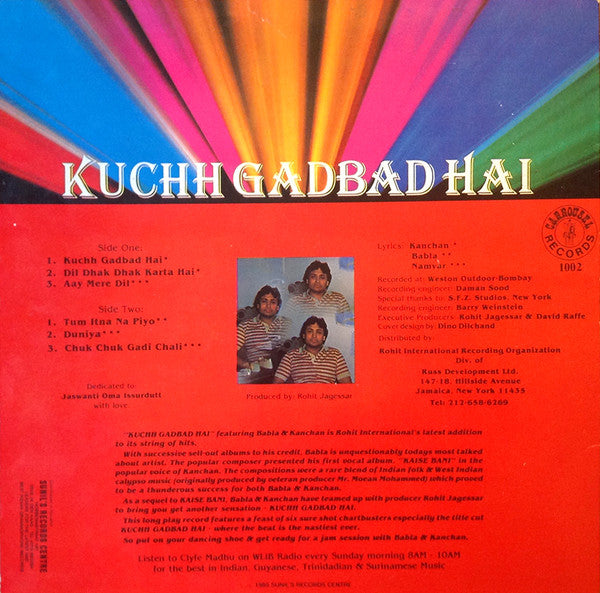 KUCHH GADBAD HAI
CARROUSEL
RECORDS
1002
Side One:
1. Kuchh Gadbad Hai*
2. Dil Dhak Dhak Karta Hai*
3. Aay Mere Dil***
Side Two:
1. Tum Itna Na Piyo**
2. Duniya***
3. Chuk Chuk Gadi Chali***
Dedicated to:
Jaswanti Oma Issurdutt
with love.
Produced by: Rohit Jagessar
Lyrics: Kanchan *
Babla **
Namvar ***
Recorded at: Weston Outdoor-Bombay
Recording engineer: Daman Sood
Special thanks to: S.F.Z. Studios, New York
Recording engineer: Barry Weinstein
Executive Producers: Rohit Jagessar & David Raffe
Cover design by: Dino Dilchand
Distributed by:
Rohit International Recording Organization
Div. of
Kuss Development Ltd.
147-18, Hillside Avenue
Jamaica, New York 11435
Tel: 212-658-6269
"KUCHH GADBAD HAI" featuring Babla & Kanchan is Rohit International's latest addition
to its string of hits.
With successive sell-out albums to his credit, Babla is unquestionably todays most talked
about artist. The popular composer presented his first vocal album, "KAISE BANI" in the
popular voice of Kanchan. The compositions were a rare blend of Indian folk & West Indian
calypso music (originally produced by veteran producer Mr. Moean Mohammed) which proved
to be a thunderous success for both Babla & Kanchan.
As a sequel to KAISE BANI, Babla & Kanchan have teamed up with producer Rohit Jagessar
to bring you get another sensation - KUCHH GADBAD HAI.
This long play record features a feast of six sure shot chartbusters especially the title cut
KUCHH GADBAD HAI - where the beat is the nastiest ever.
So put on your dancing shoe & get ready for a jam session with Babla & Kanchan.
Listen to Clyfe Madhu on WLIB Radio every Sunday morning 8AM - 10AM
for the best in Indian, Guyanese, Trinidadian & Surinamese Music
1986 SUNIL'S RECORDS CENTRE
SUNIL'S RECORDS CENTRE